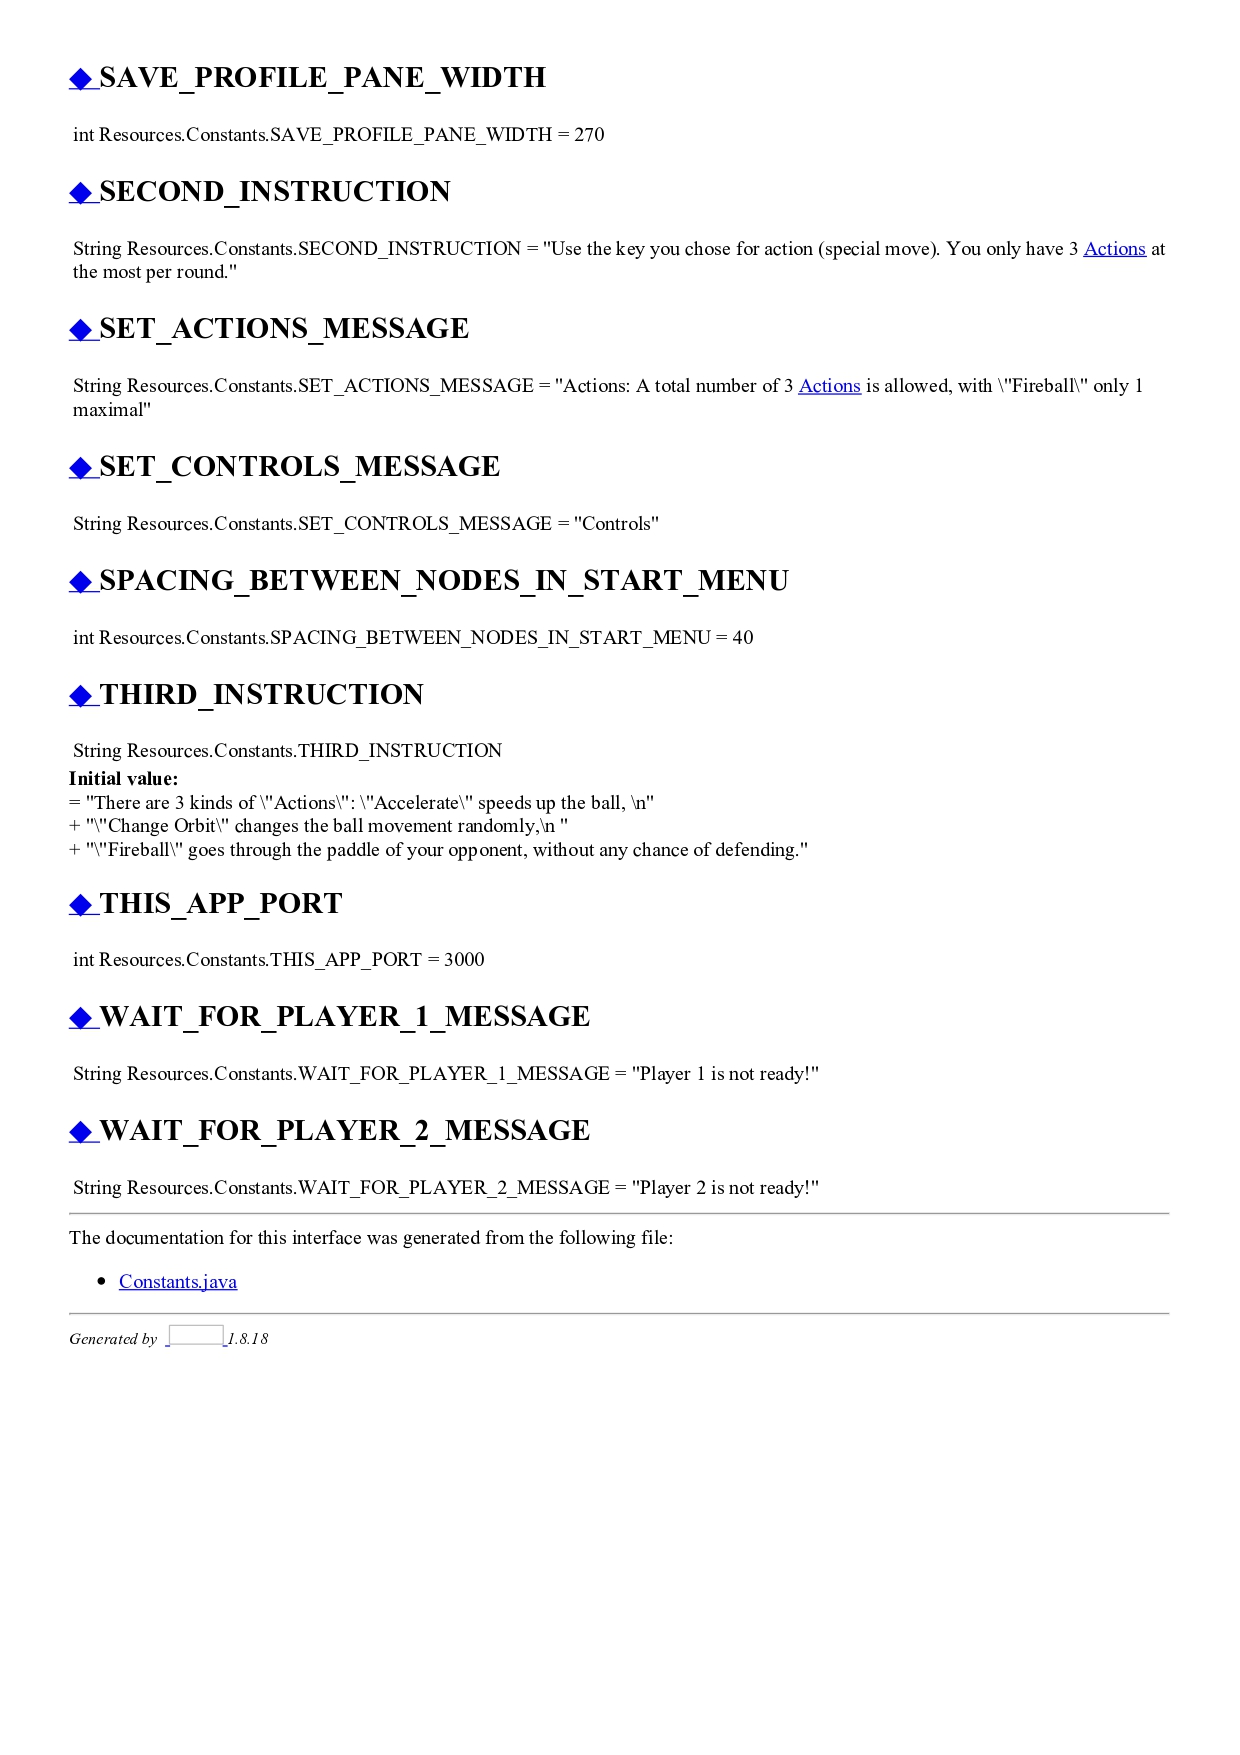 ◆ SAVE_PROFILE_PANE_WIDTH
int Resources.Constants.SAVE_PROFILE_PANE_WIDTH = 270
◆ SECOND_INSTRUCTION
String Resources.Constants.SECOND_INSTRUCTION = "Use the key you chose for action (special move). You only have 3 Actions at
the most per round."
◆ SET_ACTIONS_MESSAGE
String Resources.Constants.SET_ACTIONS_MESSAGE = "Actions: A total number of 3 Actions is allowed, with \"Fireball\" only 1
maximal"
◆ SET_CONTROLS_MESSAGE
String Resources.Constants.SET_CONTROLS_MESSAGE = "Controls"
◆ SPACING_BETWEEN_NODES_IN_START_MENU
int Resources.Constants.SPACING_BETWEEN_NODES_IN_START_MENU = 40
◆ THIRD_INSTRUCTION
String Resources.Constants.THIRD_INSTRUCTION
Initial value:
= "There are 3 kinds of \"Actions\": \"Accelerate\" speeds up the ball, \n"
+ "\"Change Orbit\" changes the ball movement randomly,\n "
+ "\"Fireball\" goes through the paddle of your opponent, without any chance of defending."
◆ THIS_APP_PORT
int Resources.Constants.THIS_APP_PORT = 3000
◆ WAIT_FOR_PLAYER_1_MESSAGE
String Resources.Constants.WAIT_FOR_PLAYER_1_MESSAGE = "Player 1 is not ready!"
◆ WAIT_FOR_PLAYER_2_MESSAGE
String Resources.Constants.WAIT_FOR_PLAYER_2_MESSAGE = "Player 2 is not ready!"
The documentation for this interface was generated from the following file:
• Constants.java
Generated by 1.8.18